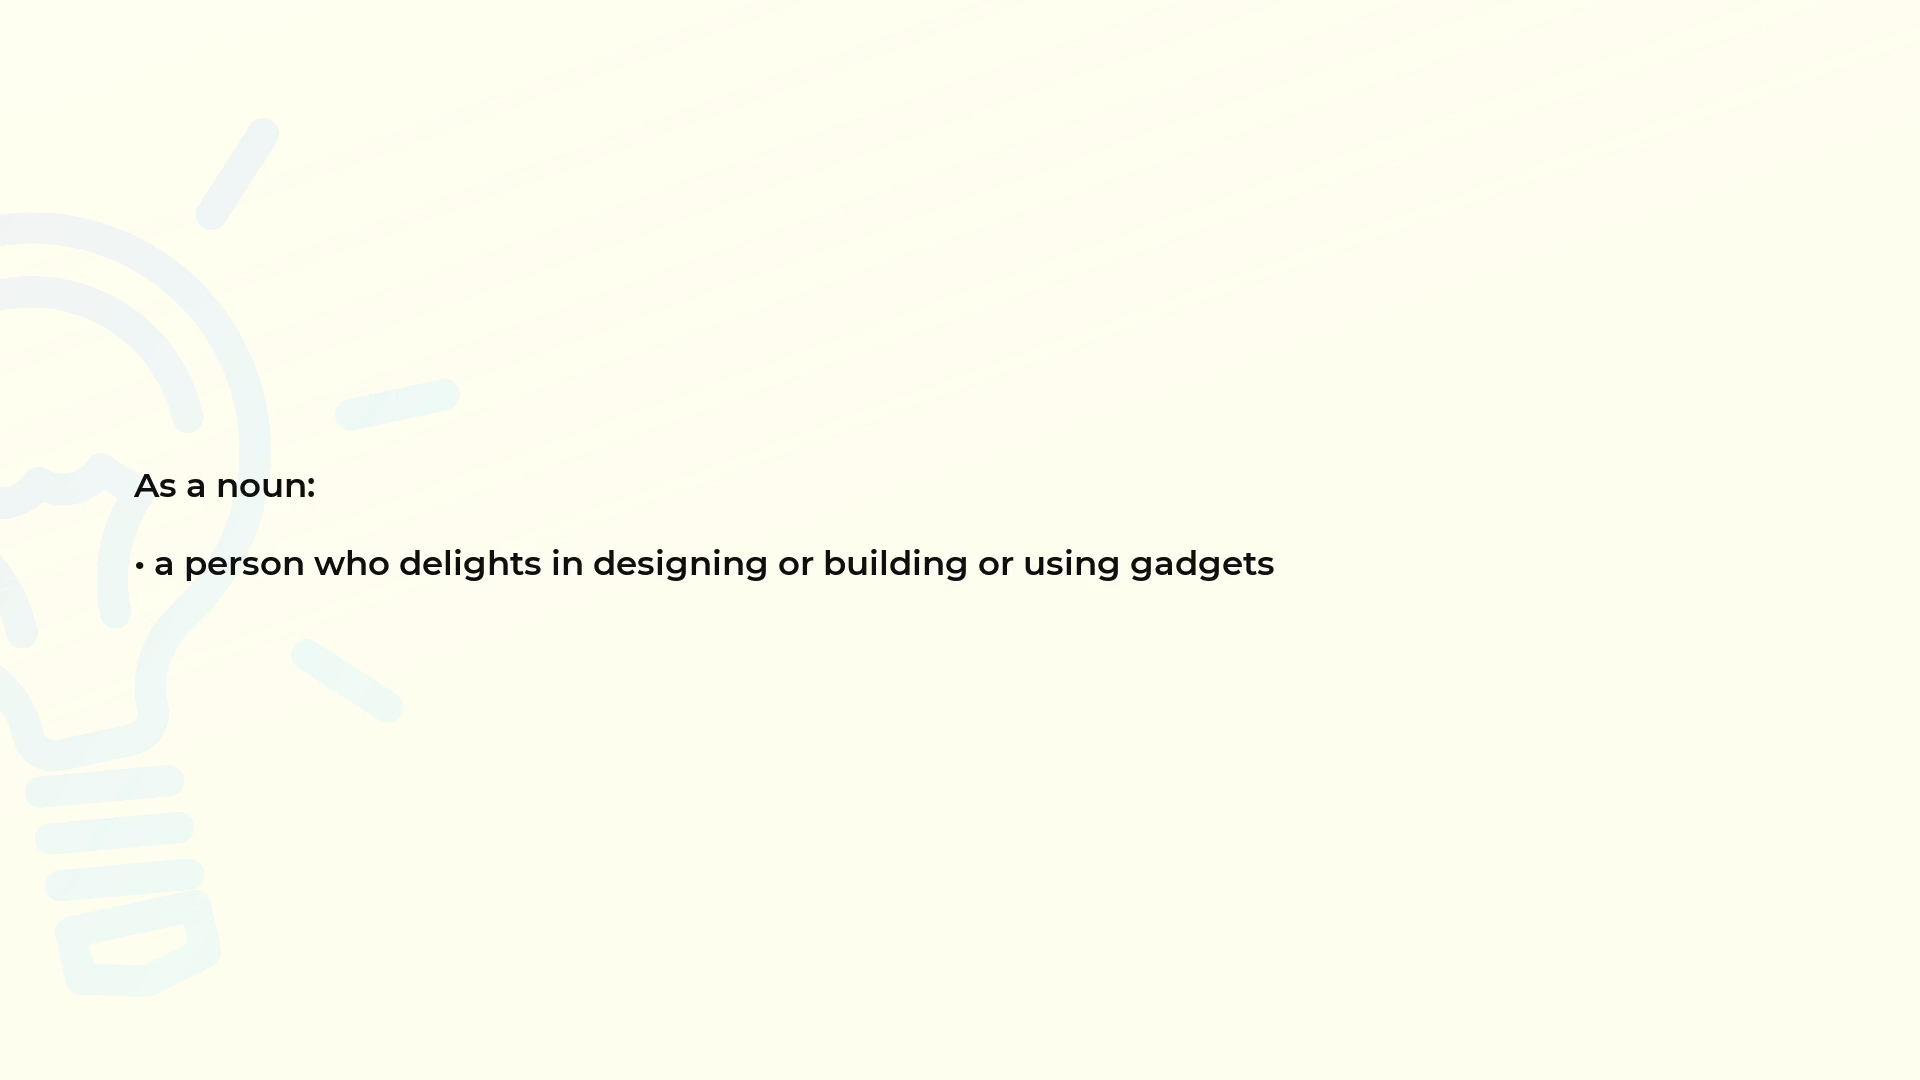 As a noun:
• a person who delights in designing or building or using gadgets